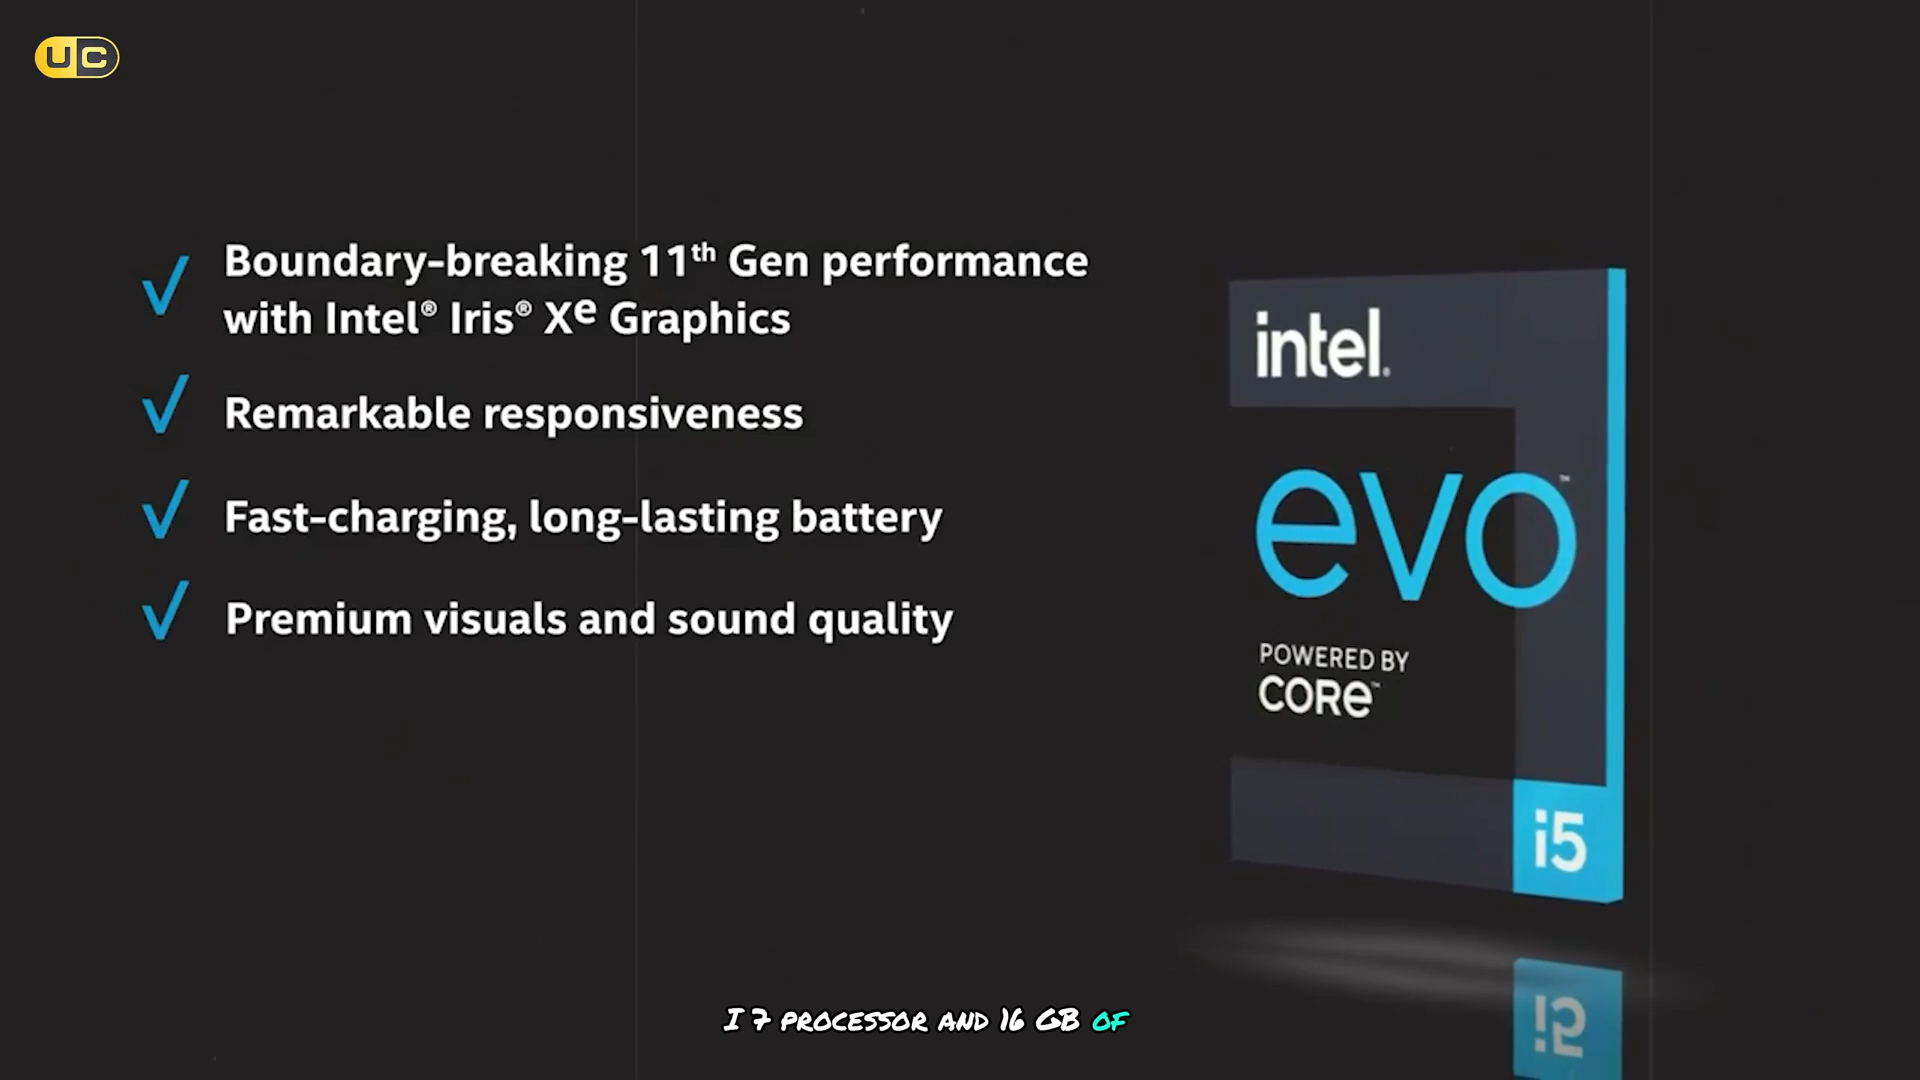 UC
Boundary-breaking 11th Gen performance
with Intel® Iris® Xe Graphics
Remarkable responsiveness
Fast-charging, long-lasting battery
Premium visuals and sound quality
intel.
evo™
POWERED BY
CORE™
i5
I 7 PROCESSOR AND 16 GB OF